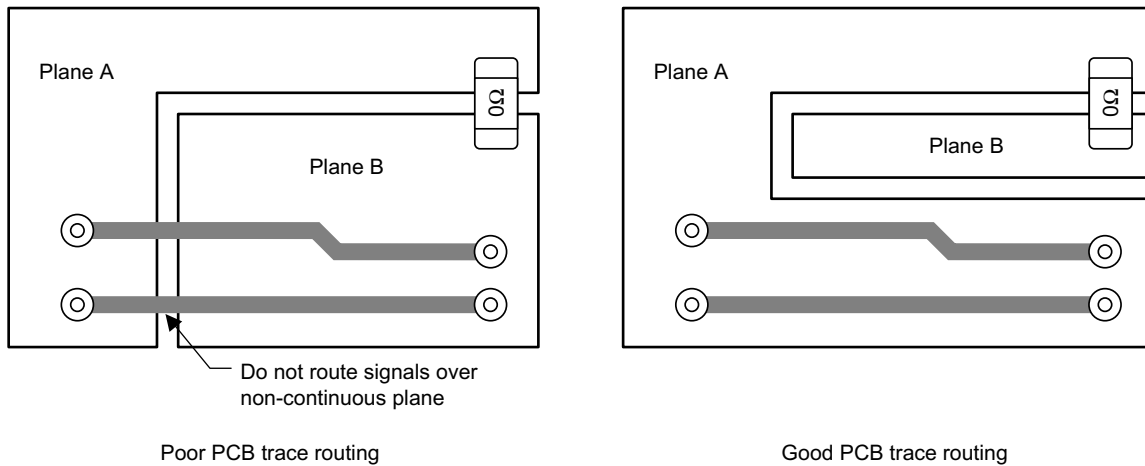 Plane A
0Ω
Plane B
Do not route signals over
non-continuous plane
Poor PCB trace routing
Plane A
0Ω
Plane B
Good PCB trace routing